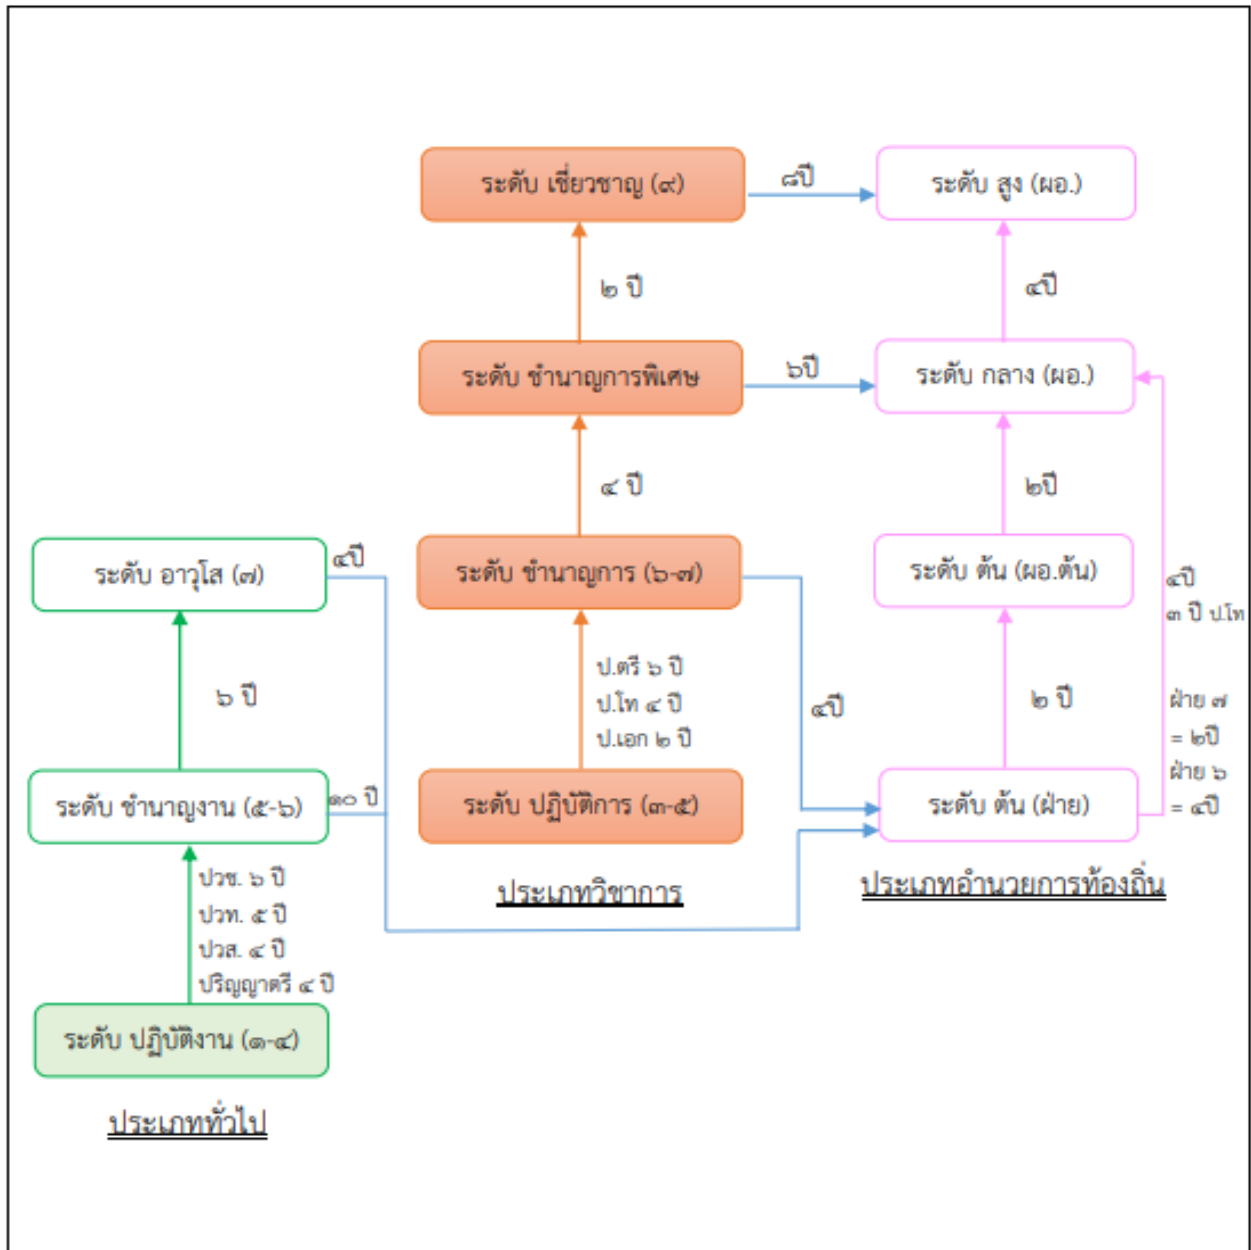 ระดับ เชี่ยวชาญ (๙)
๘ปี
ระดับ สูง (ผอ.)
๒ ปี
๔ปี
ระดับ ชำนาญการพิเศษ
๖ปี
ระดับ กลาง (ผอ.)
๔ ปี
๒ปี
ระดับ อาวุโส (๗)
๔ปี
ระดับ ชำนาญการ (๖-๗)
ระดับ ต้น (ผอ.ต้น)
๔ปี
๓ ปี ป.โท
๖ ปี
ป.ตรี ๖ ปี
ป.โท ๔ ปี
ป.เอก ๒ ปี
๔ปี
๒ ปี
ฝ่าย ๗
= ๒ปี
ฝ่าย ๖
= ๔ปี
ระดับ ชำนาญงาน (๕-๖)
๑๐ ปี
ระดับ ปฏิบัติการ (๓-๕)
ระดับ ต้น (ฝ่าย)
ปวช. ๖ ปี
ปวท. ๕ ปี
ปวส. ๔ ปี
ปริญญาตรี ๔ ปี
ประเภทวิชาการ
ประเภทอำนวยการท้องถิ่น
ระดับ ปฏิบัติงาน (๑-๔)
ประเภททั่วไป